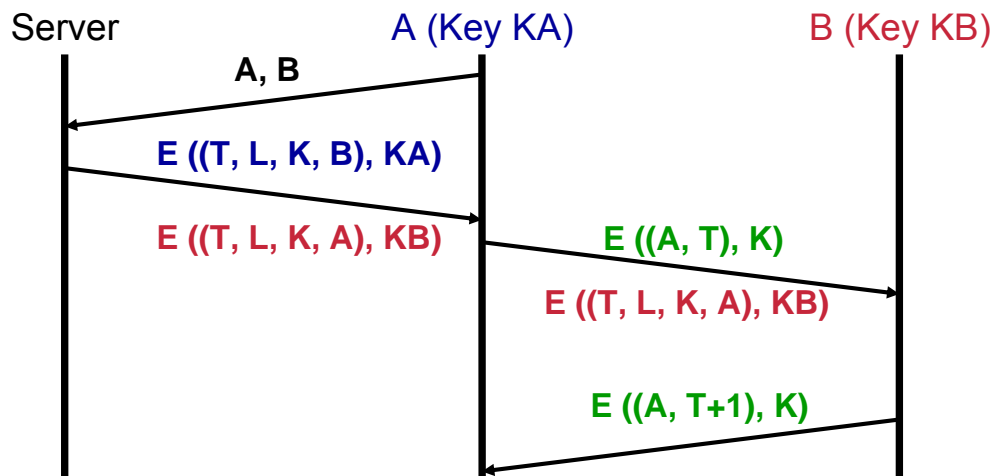 Server
A (Key KA)
B (Key KB)
A, B
E ((T, L, K, B), KA)
E ((T, L, K, A), KB)
E ((A, T), K)
E ((T, L, K, A), KB)
E ((A, T+1), K)